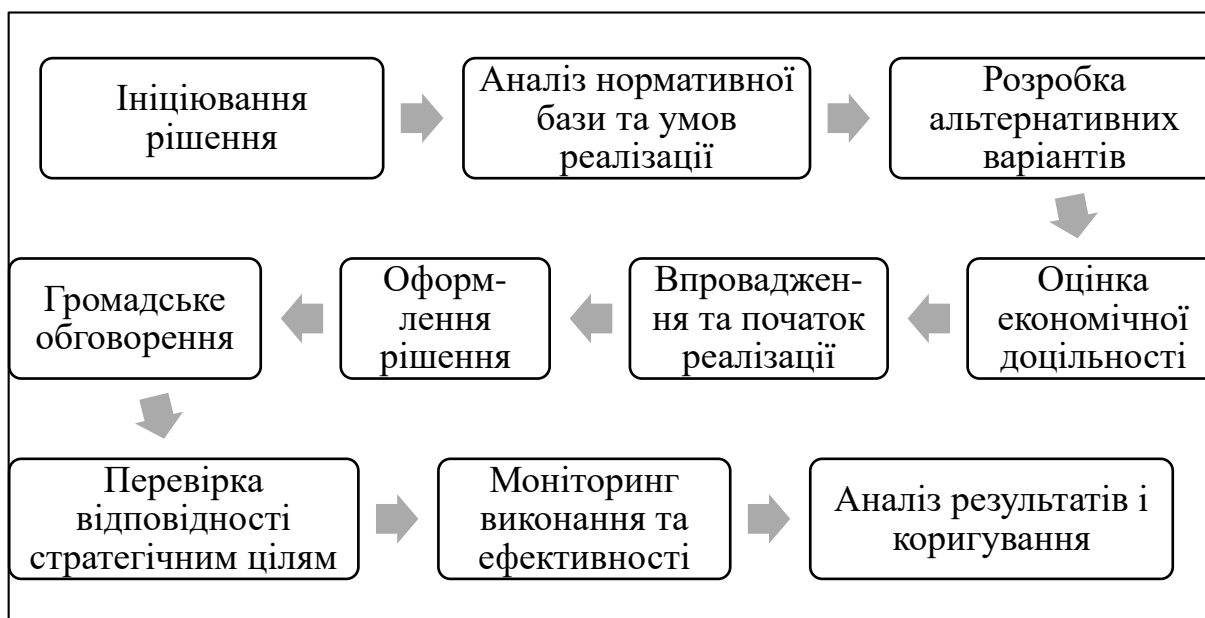 Ініціювання
рішення
Аналіз нормативної
бази та умов
реалізації
Розробка
альтернативних
варіантів
Оцінка
економічної
доцільності
Впроваджен-
ня та початок
реалізації
Оформ-
лення
рішення
Громадське
обговорення
Перевірка
відповідності
стратегічним цілям
Моніторинг
виконання та
ефективності
Аналіз результатів і
коригування